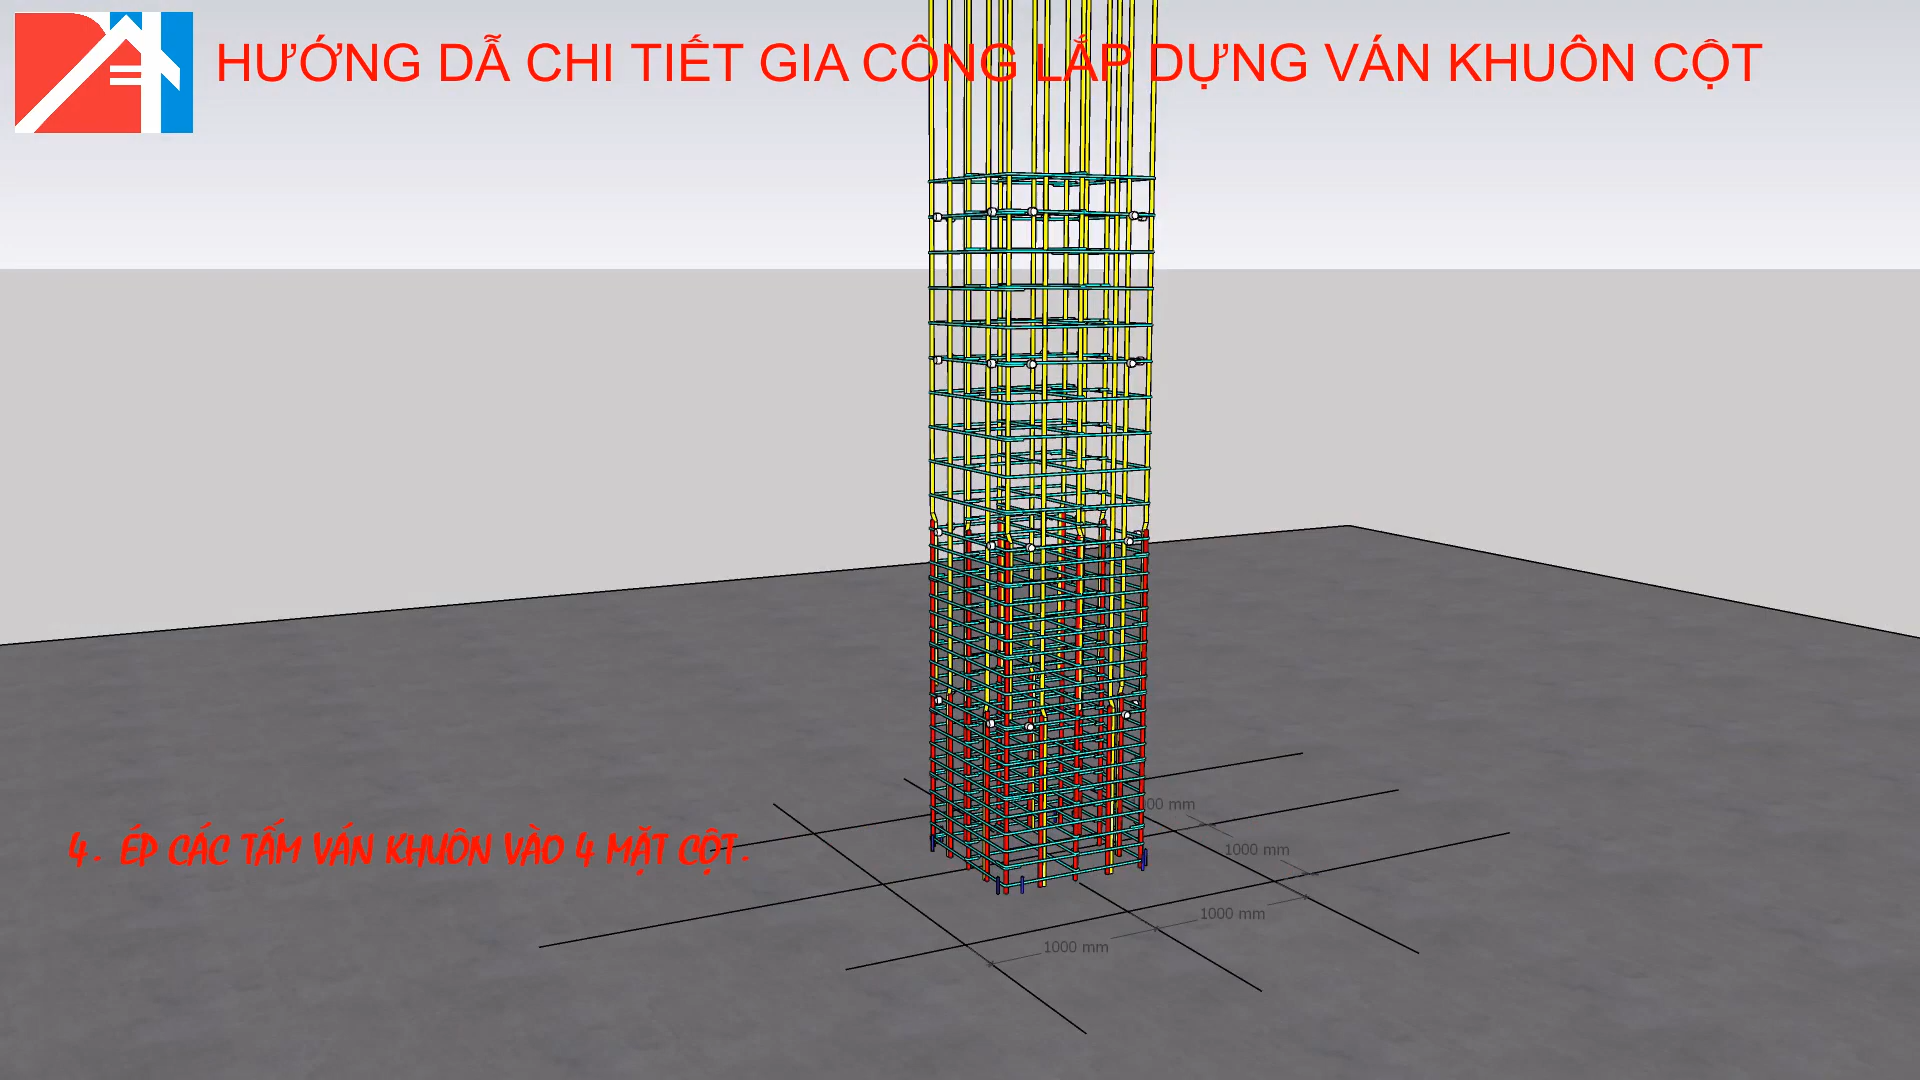 HƯỚNG DẪ CHI TIẾT GIA CÔNG LẮP DỰNG VÁN KHUÔN CỘT
4. ÉP CÁC TẤM VÁN KHUÔN VÀO 4 MẶT CỘT.
1000 mm
1000 mm
1000 mm